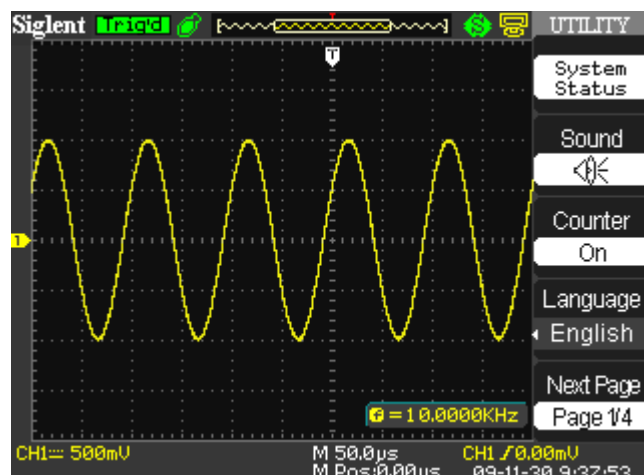 Siglent Trig'd S UTILITY
T
System
Status
Sound
Counter
On
Language
English
Next Page
Page 1/4
1
f=10.0000KHz
CH1 500mV M 50.0µs CH1 0.00mV
M Pos:0.00µs 09-11-30 9:37:53